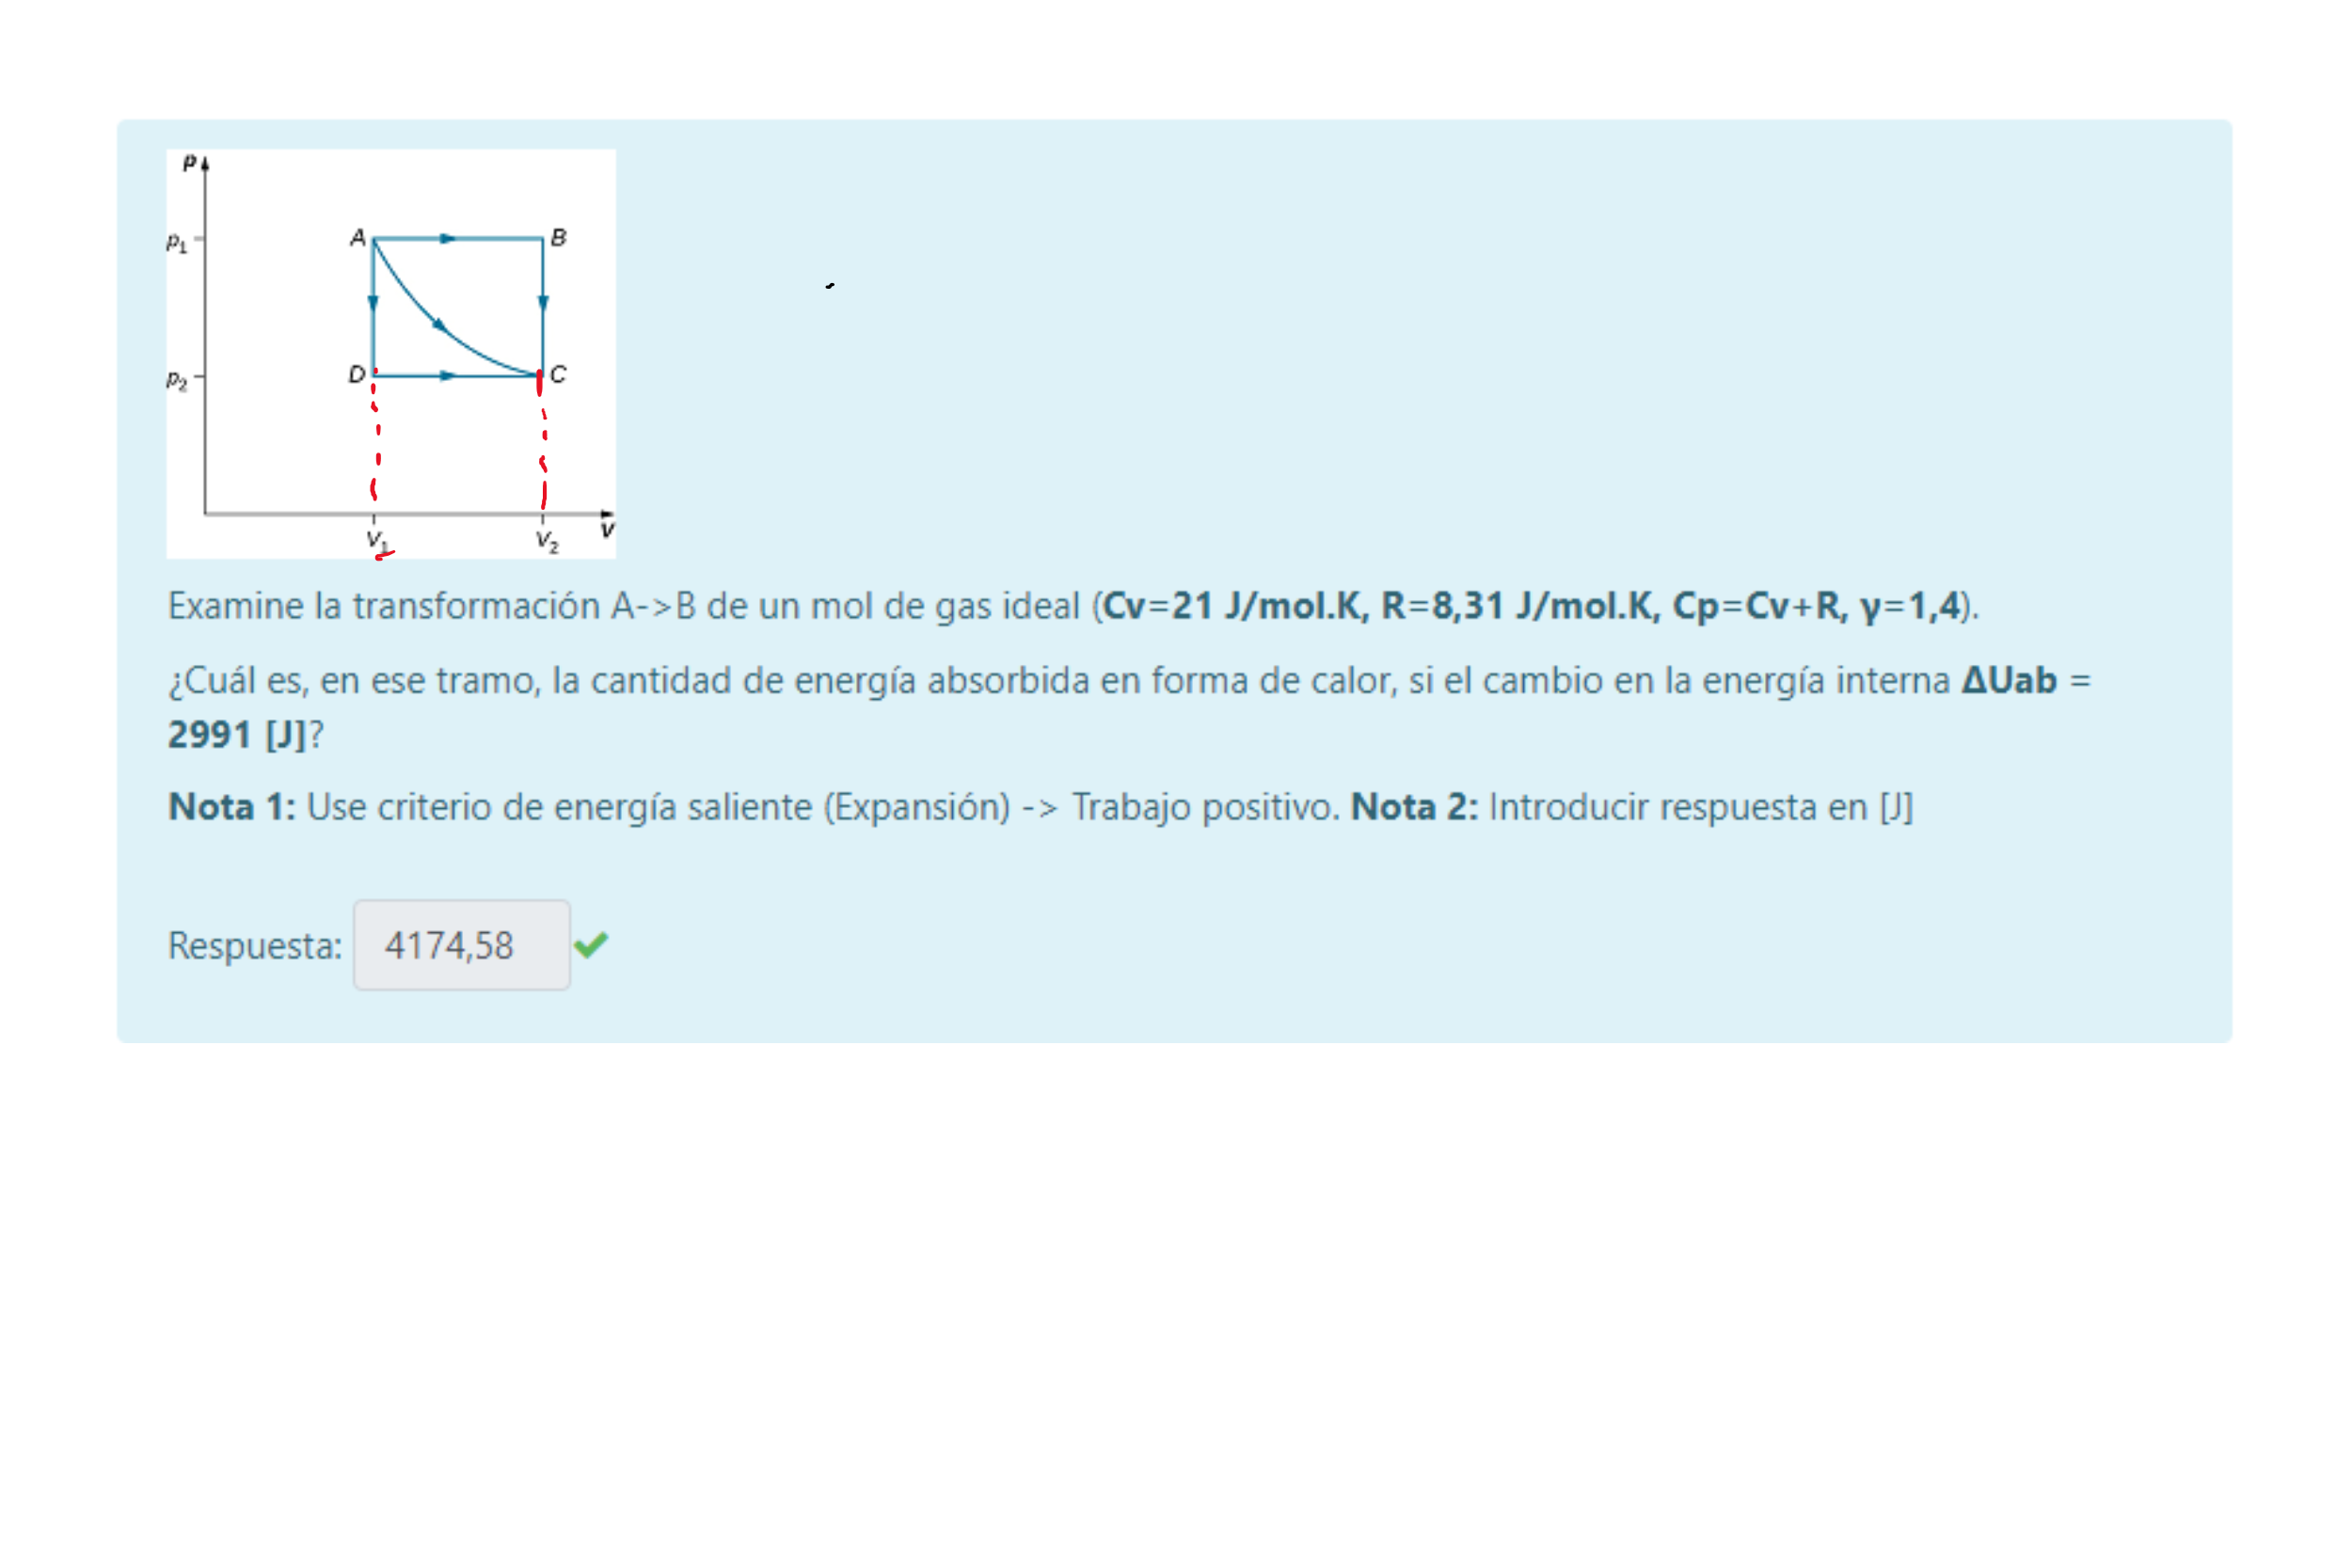 p
p1
A
B
p2
D
C
V1
V2
V
Examine la transformación A->B de un mol de gas ideal (Cv=21 J/mol.K, R=8,31 J/mol.K, Cp=Cv+R, γ=1,4).
¿Cuál es, en ese tramo, la cantidad de energía absorbida en forma de calor, si el cambio en la energía interna ΔUab =
2991 [J]?
Nota 1: Use criterio de energía saliente (Expansión) -> Trabajo positivo. Nota 2: Introducir respuesta en [J]
Respuesta: 4174,58